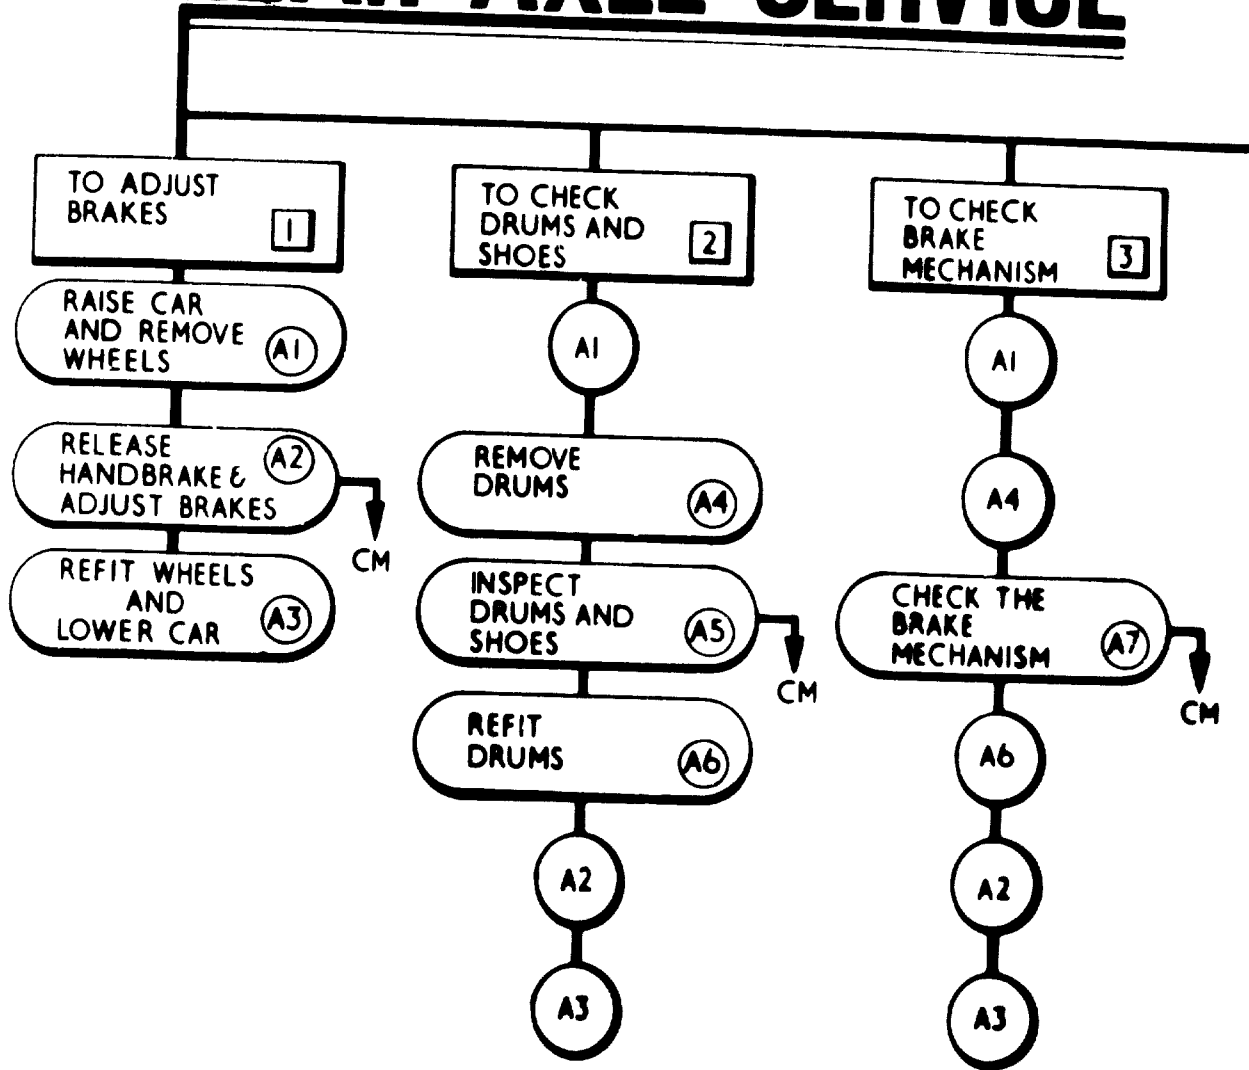 AXLE SERVICE
TO ADJUST
BRAKES
1
RAISE CAR
AND REMOVE
WHEELS
A1
RELEASE
HANDBRAKE &
ADJUST BRAKES
A2
CM
REFIT WHEELS
AND
LOWER CAR
A3
TO CHECK
DRUMS AND
SHOES
2
A1
REMOVE
DRUMS
A4
INSPECT
DRUMS AND
SHOES
A5
CM
REFIT
DRUMS
A6
A2
A3
TO CHECK
BRAKE
MECHANISM
3
A1
A4
CHECK THE
BRAKE
MECHANISM
A7
CM
A6
A2
A3